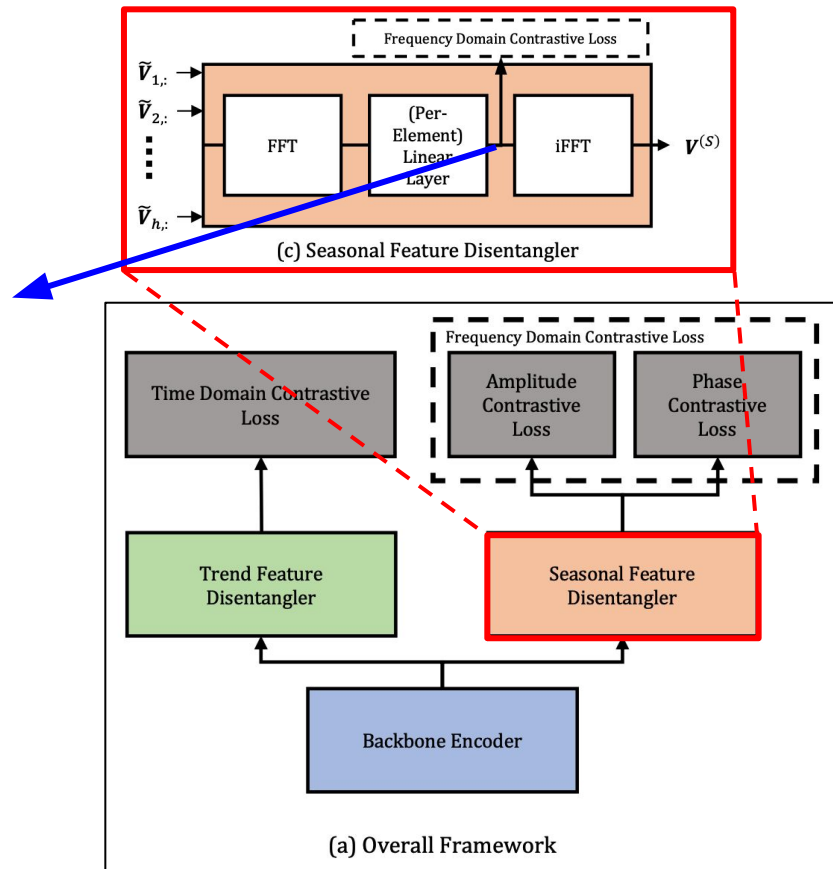 Frequency Domain Contrastive Loss
Ṽ₁,:
Ṽ₂,:
Ṽₕ,:
FFT
(Per-
Element)
Linear
Layer
iFFT
V⁽ˢ⁾
(c) Seasonal Feature Disentangler
Frequency Domain Contrastive Loss
Time Domain Contrastive
Loss
Amplitude
Contrastive
Loss
Phase
Contrastive
Loss
Trend Feature
Disentangler
Seasonal Feature
Disentangler
Backbone Encoder
(a) Overall Framework